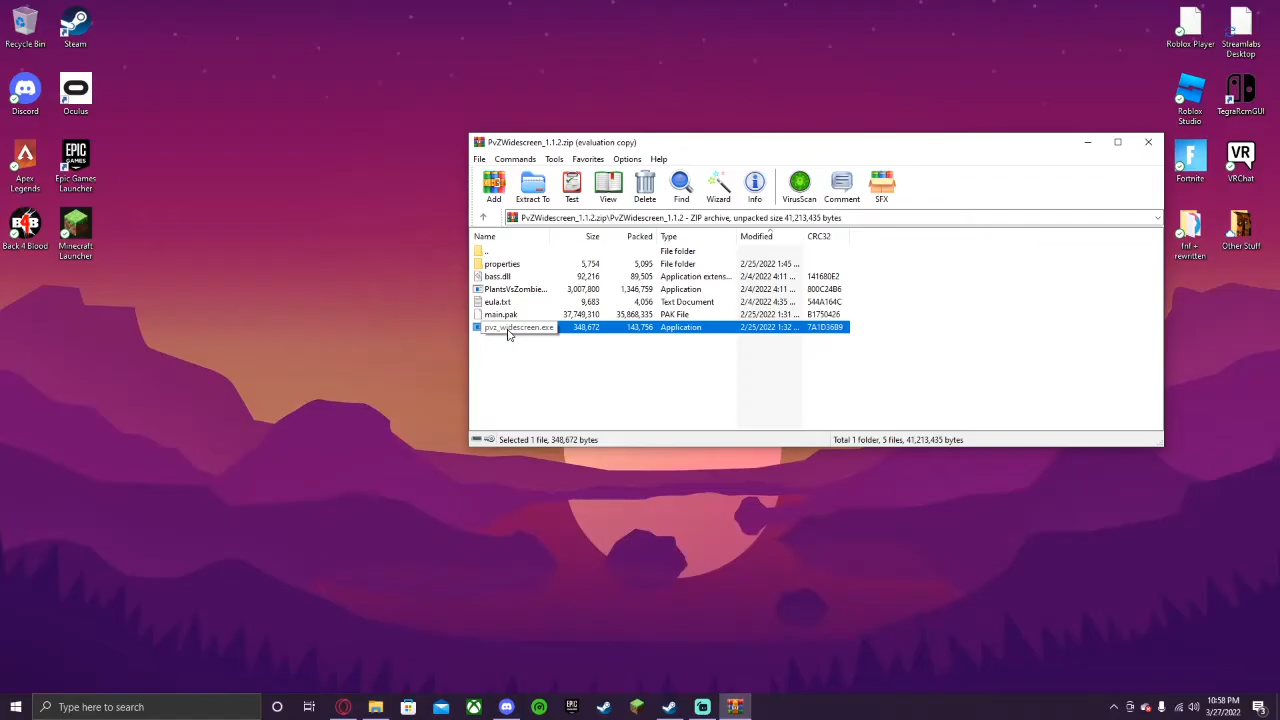 Recycle Bin
Steam
Discord
Oculus
Apex Legends
Epic Games Launcher
Back 4 Blood
Minecraft Launcher
PvZWidescreen_1.1.2.zip (evaluation copy)
File Commands Tools Favorites Options Help
Add Extract To Test View Delete Find Wizard Info VirusScan Comment SFX
PvZWidescreen_1.1.2.zip\PvZWidescreen_1.1.2 - ZIP archive, unpacked size 41,213,435 bytes
Name Size Packed Type Modified CRC32
.. File folder
properties 5,754 5,095 File folder 2/25/2022 1:45 ...
bass.dll 92,216 89,505 Application extens... 2/4/2022 4:11 ... 141680E2
PlantsVsZombie... 3,007,800 1,346,759 Application 2/4/2022 4:11 ... 800C24B6
eula.txt 9,683 4,056 Text Document 2/4/2022 4:35 ... 544A164C
main.pak 37,749,310 35,868,335 PAK File 2/25/2022 1:31 ... B1750426
pvz_widescreen.exe 348,672 143,756 Application 2/25/2022 1:32 ... 7A1D36B9
Selected 1 file, 348,672 bytes
Total 1 folder, 5 files, 41,213,435 bytes
Roblox Player
Streamlabs Desktop
Roblox Studio
TegraRcmGUI
Fortnite
VR
VRChat
fnf + rewritten
Other Stuff
Type here to search
10:58 PM
3/27/2022